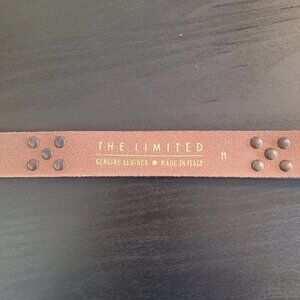 THE LIMITED
GENUINE LEATHER ✱ MADE IN ITALY
M